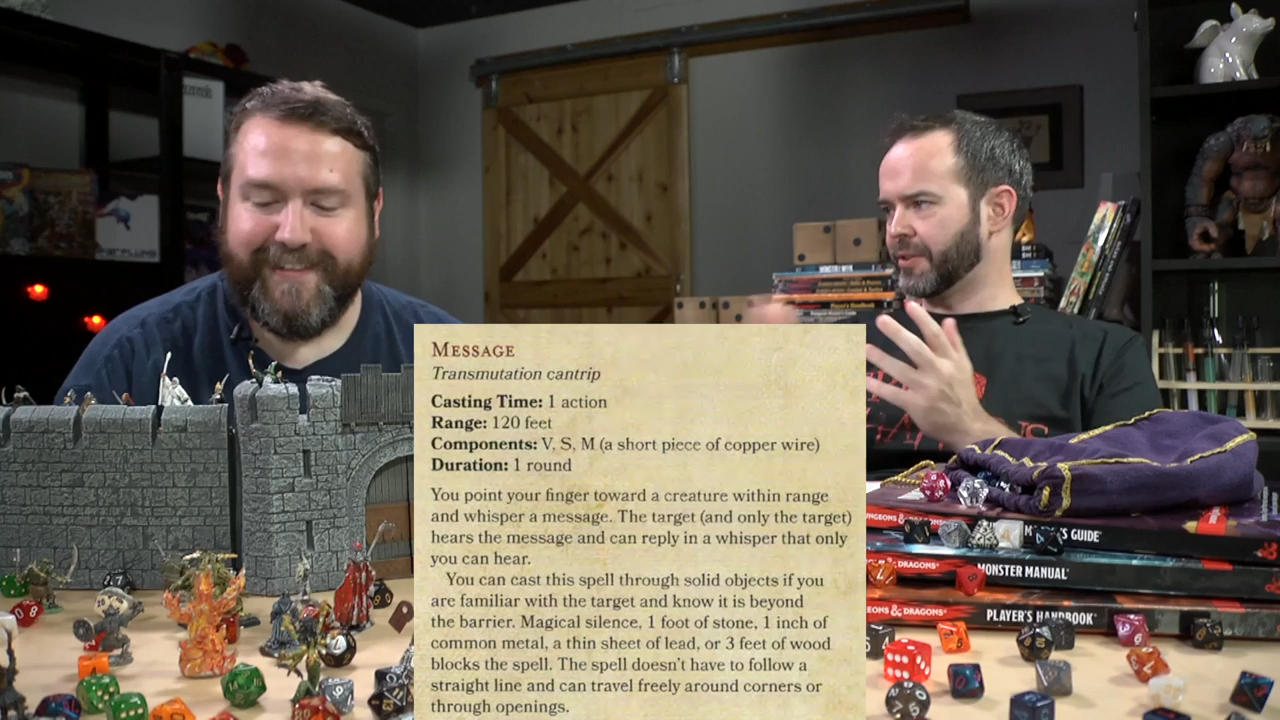 MESSAGE
Transmutation cantrip
Casting Time: 1 action
Range: 120 feet
Components: V, S, M (a short piece of copper wire)
Duration: 1 round
You point your finger toward a creature within range
and whisper a message. The target (and only the target)
hears the message and can reply in a whisper that only
you can hear.
You can cast this spell through solid objects if you
are familiar with the target and know it is beyond
the barrier. Magical silence, 1 foot of stone, 1 inch of
common metal, a thin sheet of lead, or 3 feet of wood
blocks the spell. The spell doesn't have to follow a
straight line and can travel freely around corners or
through openings.
GUIDE
MONSTER MANUAL
PLAYER'S HANDBOOK